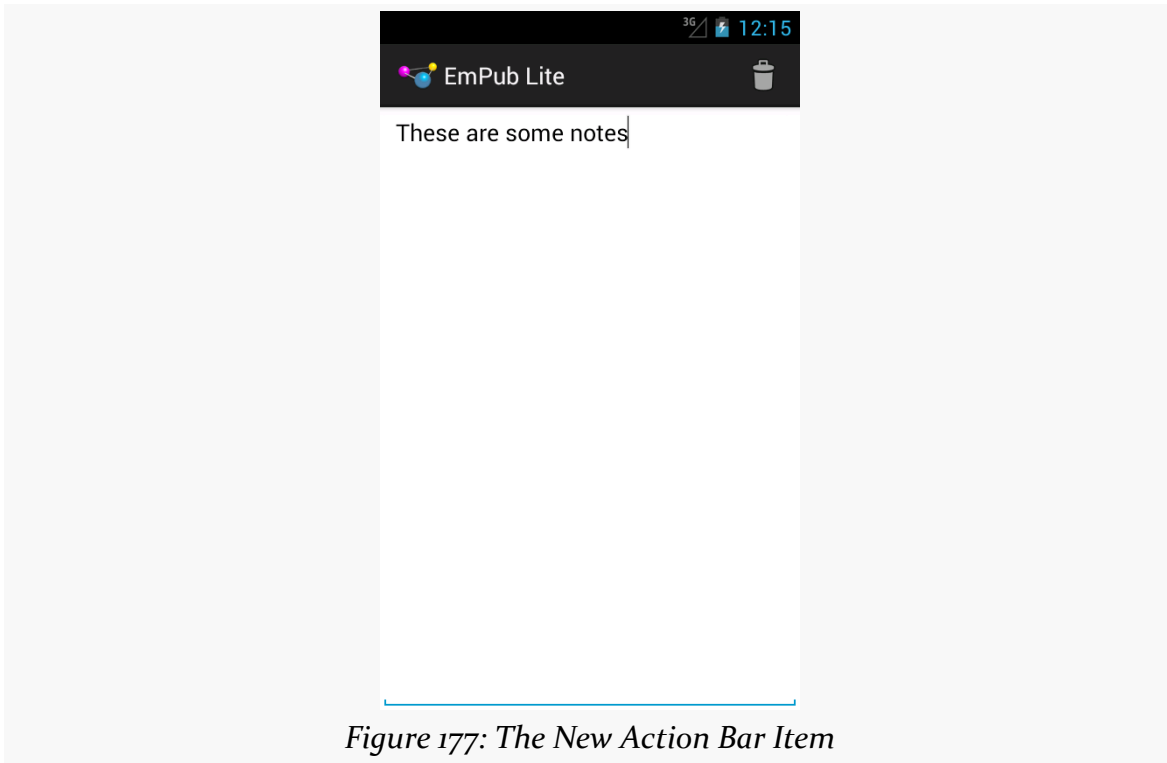 3G 12:15
EmPub Lite
These are some notes
Figure 177: The New Action Bar Item